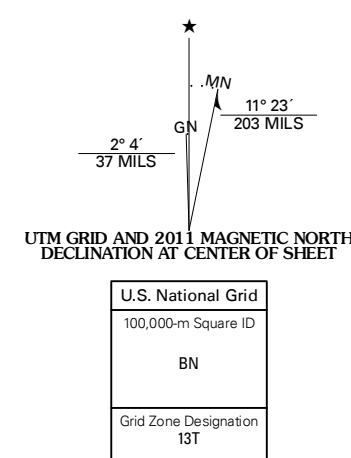 ★
MN
11° 23´
203 MILS
GN
2° 4´
37 MILS
UTM GRID AND 2011 MAGNETIC NORTH
DECLINATION AT CENTER OF SHEET
U.S. National Grid
100,000-m Square ID
BN
Grid Zone Designation
13T